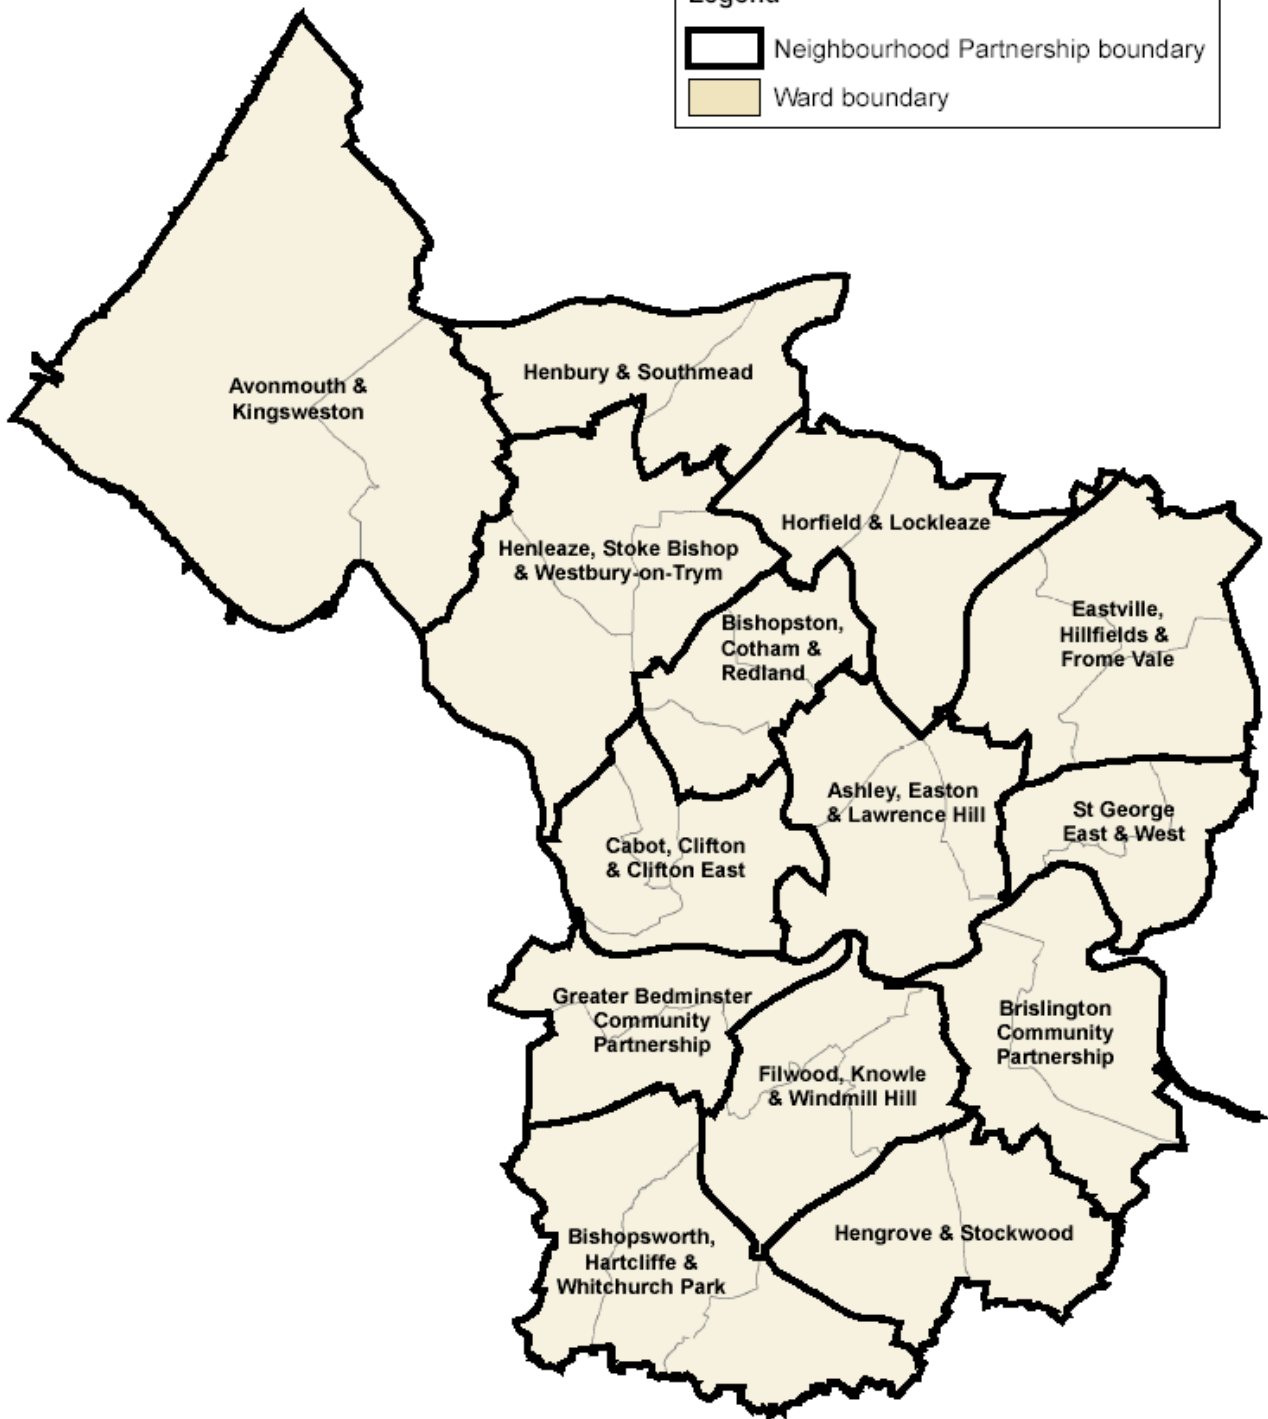 Legend
Neighbourhood Partnership boundary
Ward boundary
Henbury & Southmead
Avonmouth &
Kingsweston
Horfield & Lockleaze
Henleaze, Stoke Bishop
& Westbury-on-Trym
Bishopston,
Cotham &
Redland
Eastville,
Hillfields &
Frome Vale
Ashley, Easton
& Lawrence Hill
St George
East & West
Cabot, Clifton
& Clifton East
Greater Bedminster
Community
Partnership
Brislington
Community
Partnership
Filwood, Knowle
& Windmill Hill
Hengrove & Stockwood
Bishopsworth,
Hartcliffe &
Whitchurch Park